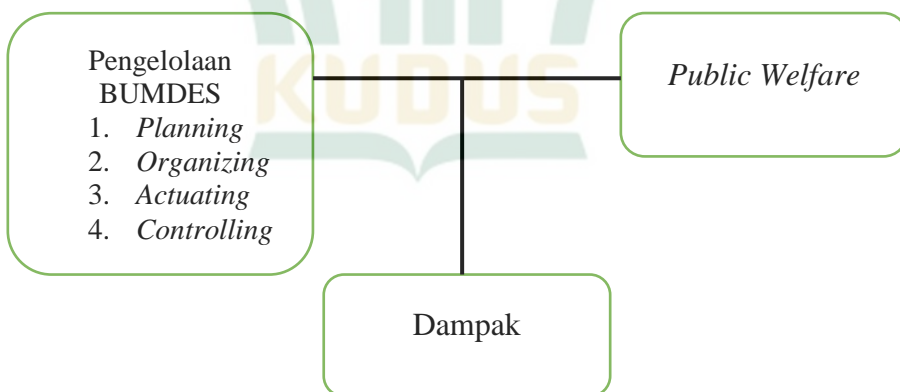 Pengelolaan
BUMDES
1. Planning
2. Organizing
3. Actuating
4. Controlling
Public Welfare
KUDUS
Dampak